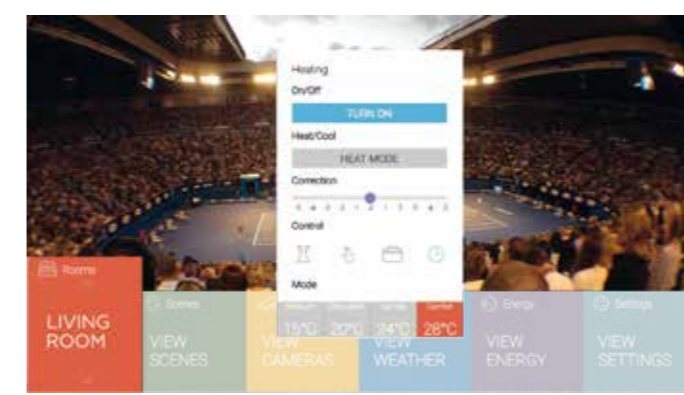 Heating
On/Off
TURN ON
Heat/Cool
HEAT MODE
Correction
Control
Mode
15°C 20°C 24°C 28°C
Rooms
LIVING
ROOM
Scenes
VIEW
SCENES
VIEW
CAMERAS
VIEW
WEATHER
Energy
VIEW
ENERGY
Settings
VIEW
SETTINGS